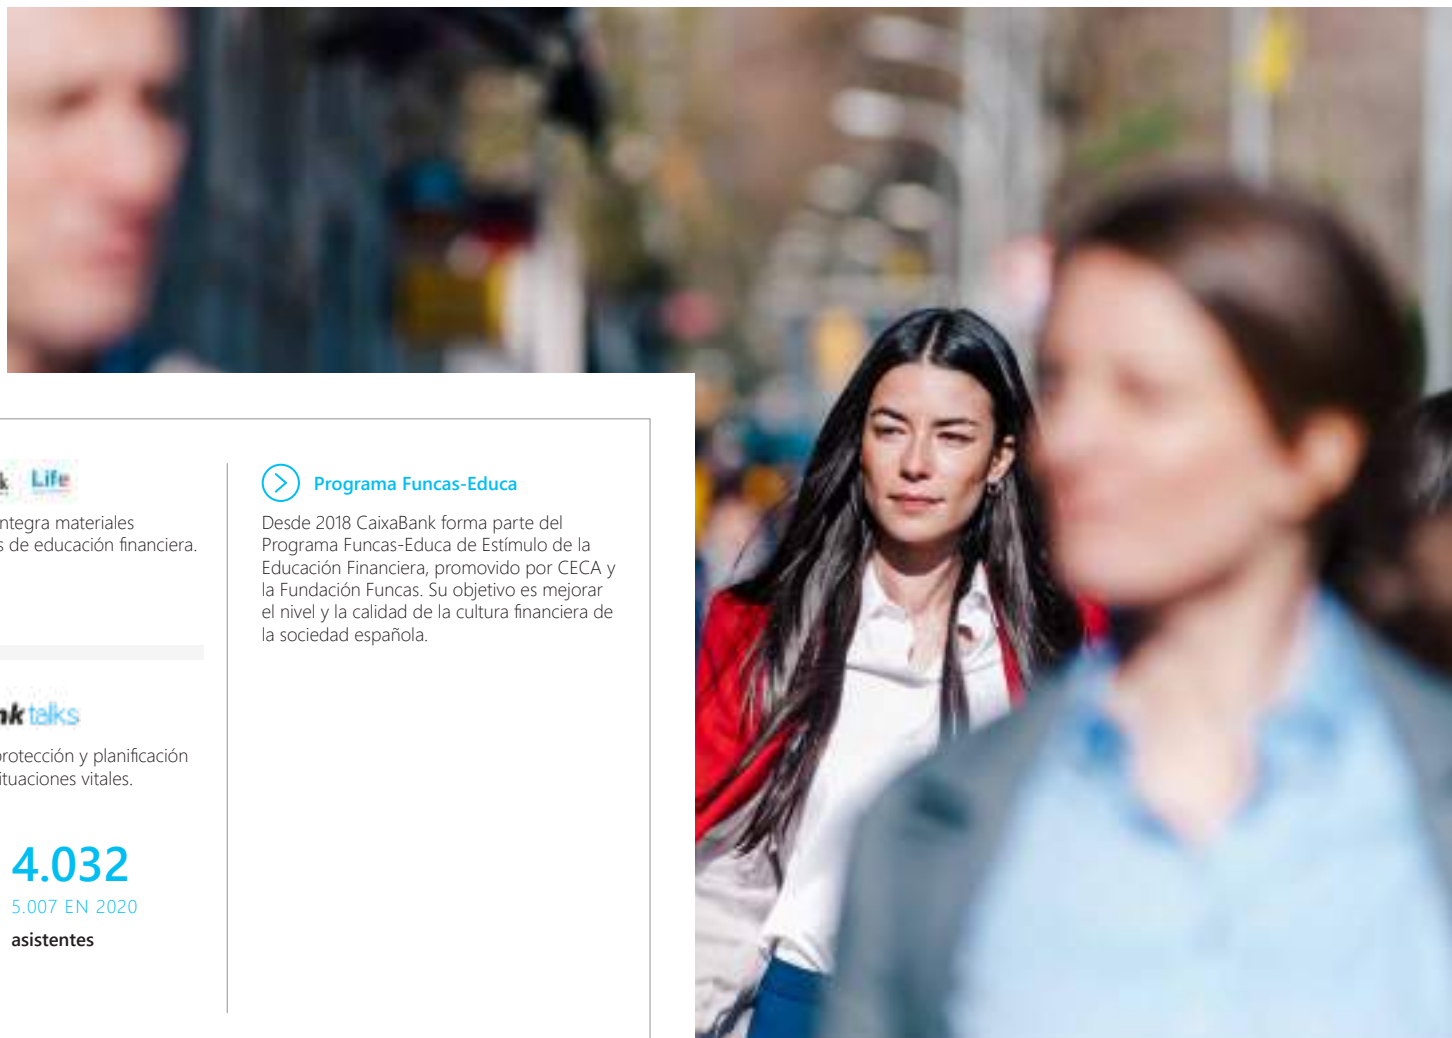 Life
ntegra materiales
s de educación financiera.
nk talks
protección y planificación
ituaciones vitales.
4.032
5.007 EN 2020
asistentes
Programa Funcas-Educa
Desde 2018 CaixaBank forma parte del
Programa Funcas-Educa de Estímulo de la
Educación Financiera, promovido por CECA y
la Fundación Funcas. Su objetivo es mejorar
el nivel y la calidad de la cultura financiera de
la sociedad española.